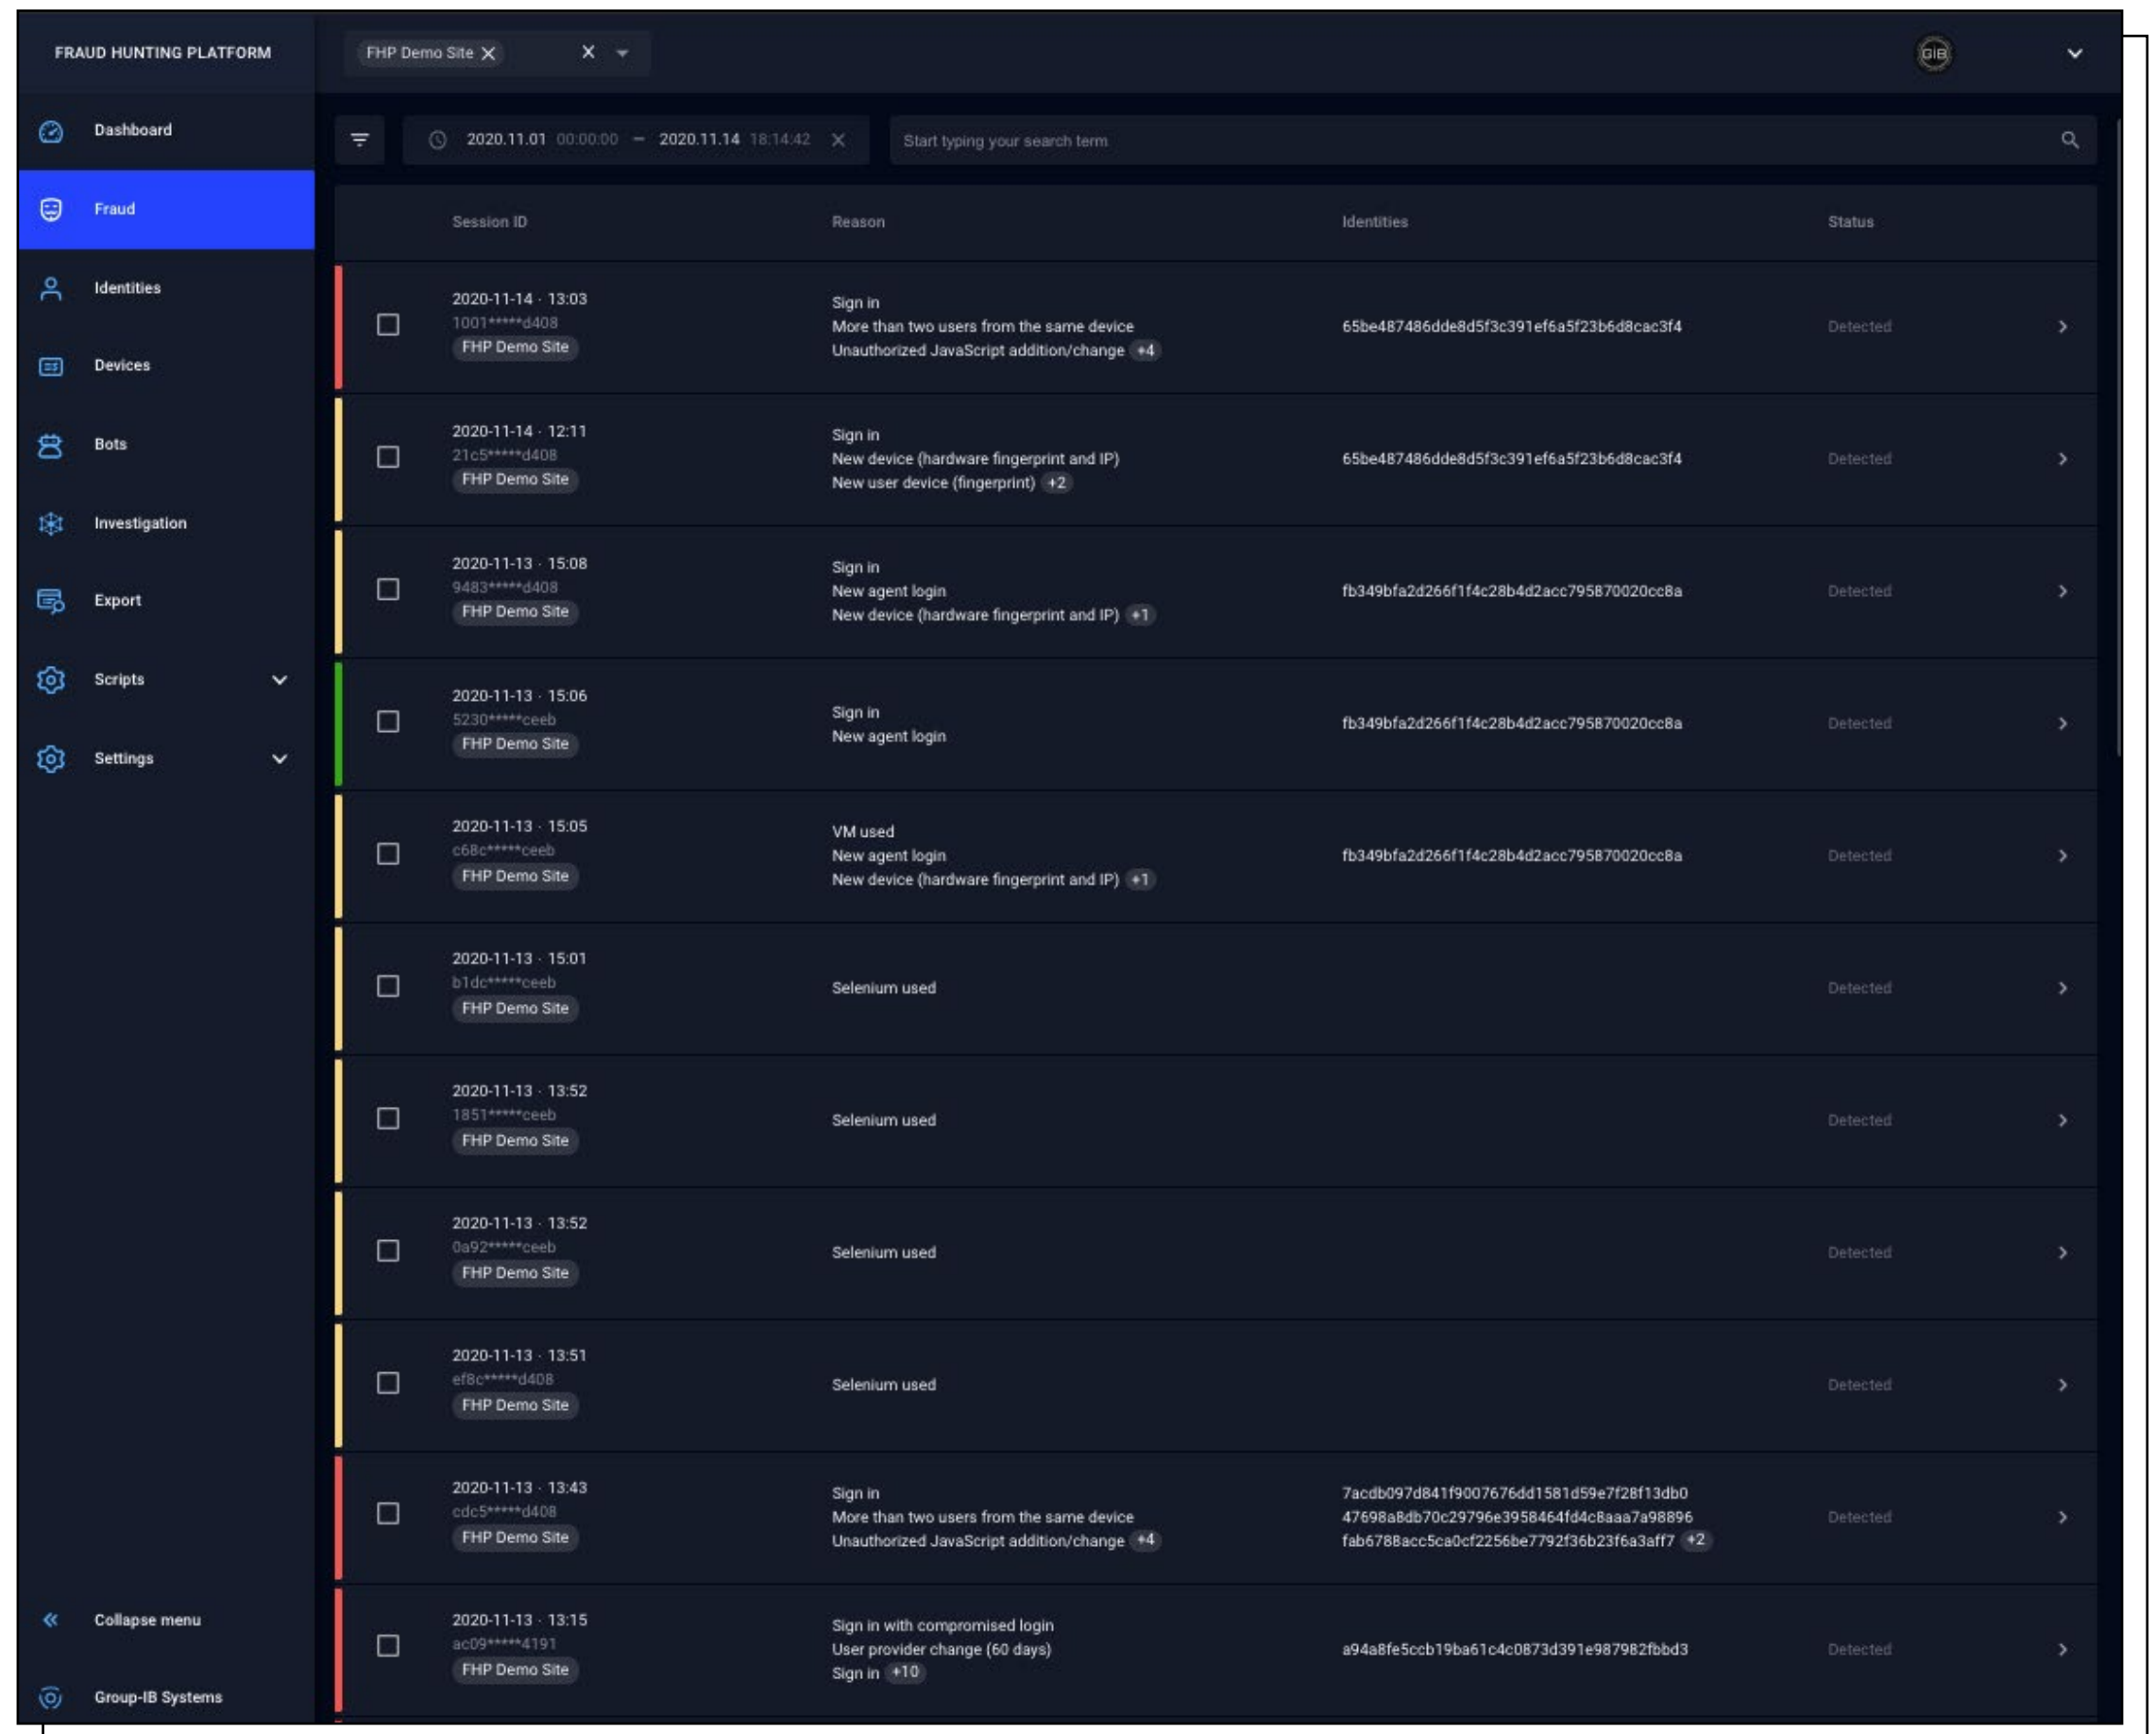 FRAUD HUNTING PLATFORM
FHP Demo Site
GIB
Dashboard
Fraud
Identities
Devices
Bots
Investigation
Export
Scripts
Settings
Collapse menu
Group-IB Systems
2020.11.01 00:00:00 – 2020.11.14 18:14:42
Start typing your search term
Session ID Reason Identities Status
2020-11-14 · 13:03
1001*****d408
FHP Demo Site
Sign in
More than two users from the same device
Unauthorized JavaScript addition/change +4
65be487486dde8d5f3c391ef6a5f23b6d8cac3f4
Detected
2020-11-14 · 12:11
21c5*****d408
FHP Demo Site
Sign in
New device (hardware fingerprint and IP)
New user device (fingerprint) +2
65be487486dde8d5f3c391ef6a5f23b6d8cac3f4
Detected
2020-11-13 · 15:08
9483*****d408
FHP Demo Site
Sign in
New agent login
New device (hardware fingerprint and IP) +1
fb349bfa2d266f1f4c28b4d2acc795870020cc8a
Detected
2020-11-13 · 15:06
5230*****ceeb
FHP Demo Site
Sign in
New agent login
fb349bfa2d266f1f4c28b4d2acc795870020cc8a
Detected
2020-11-13 · 15:05
c68c*****ceeb
FHP Demo Site
VM used
New agent login
New device (hardware fingerprint and IP) +1
fb349bfa2d266f1f4c28b4d2acc795870020cc8a
Detected
2020-11-13 · 15:01
b1dc*****ceeb
FHP Demo Site
Selenium used
Detected
2020-11-13 · 13:52
1851*****ceeb
FHP Demo Site
Selenium used
Detected
2020-11-13 · 13:52
0a92*****ceeb
FHP Demo Site
Selenium used
Detected
2020-11-13 · 13:51
ef8c*****d408
FHP Demo Site
Selenium used
Detected
2020-11-13 · 13:43
cdc5*****d408
FHP Demo Site
Sign in
More than two users from the same device
Unauthorized JavaScript addition/change +4
7acdb097d841f9007676dd1581d59e7f28f13db0
47698a8db70c29796e3958464fd4c8aaa7a98896
fab6788acc5ca0cf2256be7792f36b23f6a3aff7 +2
Detected
2020-11-13 · 13:15
ac09*****4191
FHP Demo Site
Sign in with compromised login
User provider change (60 days)
Sign in +10
a94a8fe5ccb19ba61c4c0873d391e987982fbbd3
Detected